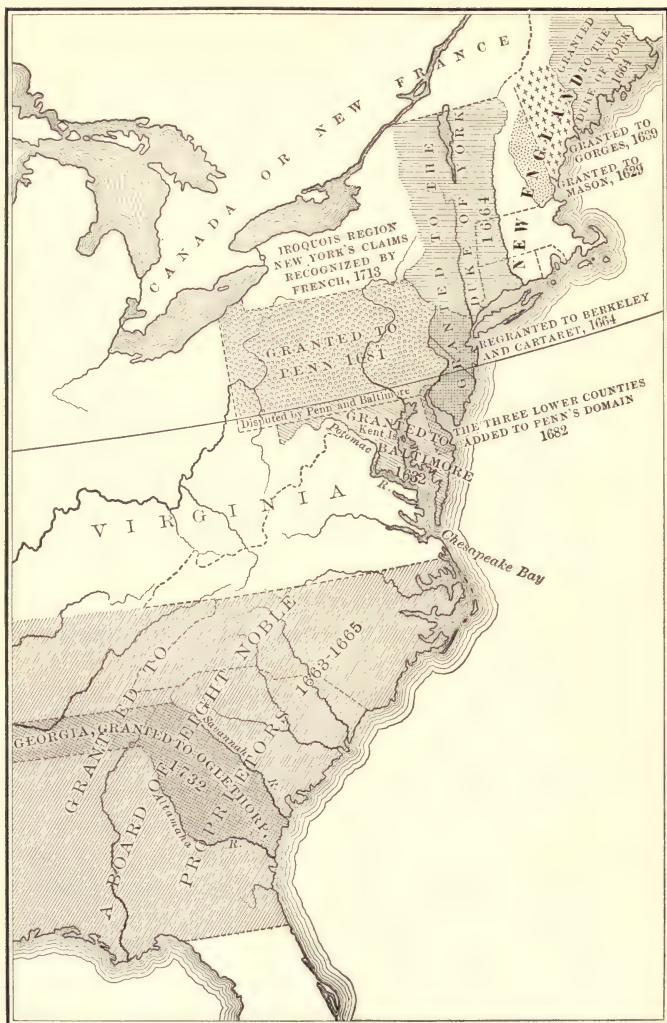 CANADA OR NEW FRANCE
NEW ENGLAND
GRANTED
TO THE
DUKE OF YORK
1664
GRANTED TO
GORGES, 1639
GRANTED TO
MASON, 1629
GRANTED TO THE
DUKE OF YORK
1664
IROQUOIS REGION
NEW YORK'S CLAIMS
RECOGNIZED BY
FRENCH, 1713
REGRANTED TO BERKELEY
AND CARTARET, 1664
GRANTED TO
PENN 1681
Disputed by Penn and Baltimore
THE THREE LOWER COUNTIES
ADDED TO PENN'S DOMAIN
1682
GRANTED TO
Kent I.
BALTIMORE
1632
Potomac
R.
VIRGINIA
Chesapeake Bay
GRANTED TO
A BOARD OF EIGHT NOBLE
PROPRIETORS,
1663-1665
GEORGIA, GRANTED TO OGLETHORP,
1732
Savannah
R.
Altamaha
R.